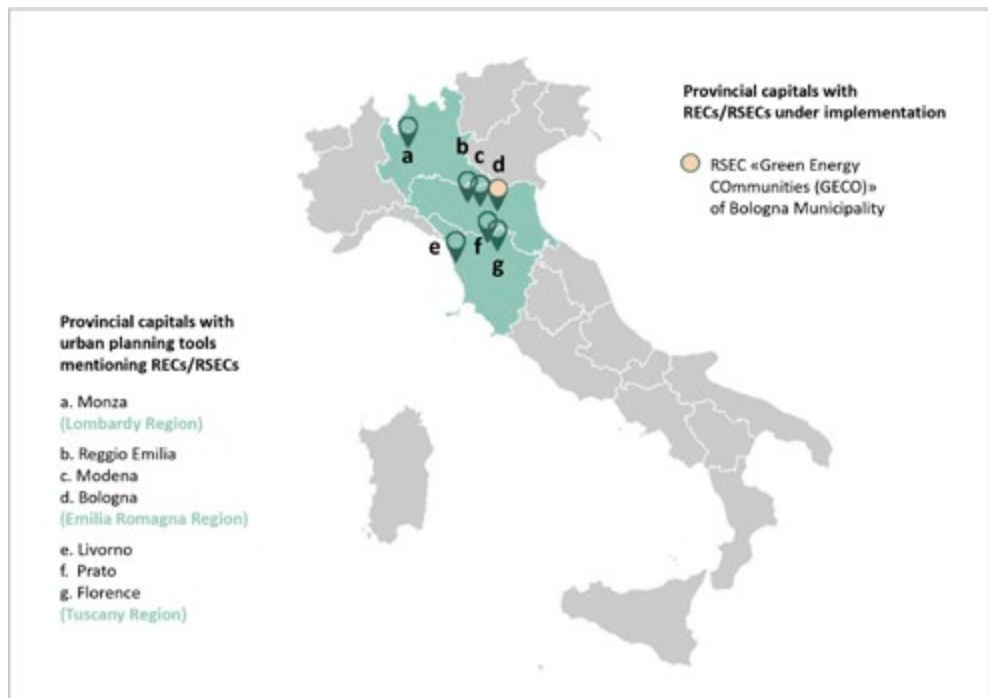 Provincial capitals with
RECs/RSECs under implementation
RSEC «Green Energy
COmmunities (GECO)»
of Bologna Municipality
a
b
c
d
e
f
g
Provincial capitals with
urban planning tools
mentioning RECs/RSECs
a. Monza
(Lombardy Region)
b. Reggio Emilia
c. Modena
d. Bologna
(Emilia Romagna Region)
e. Livorno
f. Prato
g. Florence
(Tuscany Region)